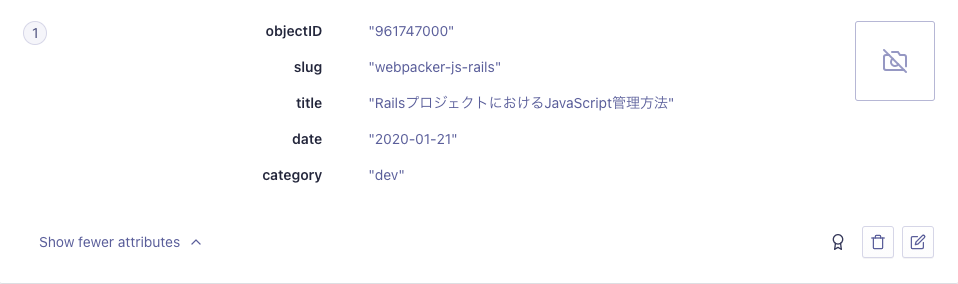 1
objectID "961747000"
slug "webpacker-js-rails"
title "RailsプロジェクトにおけるJavaScript管理方法"
date "2020-01-21"
category "dev"
Show fewer attributes